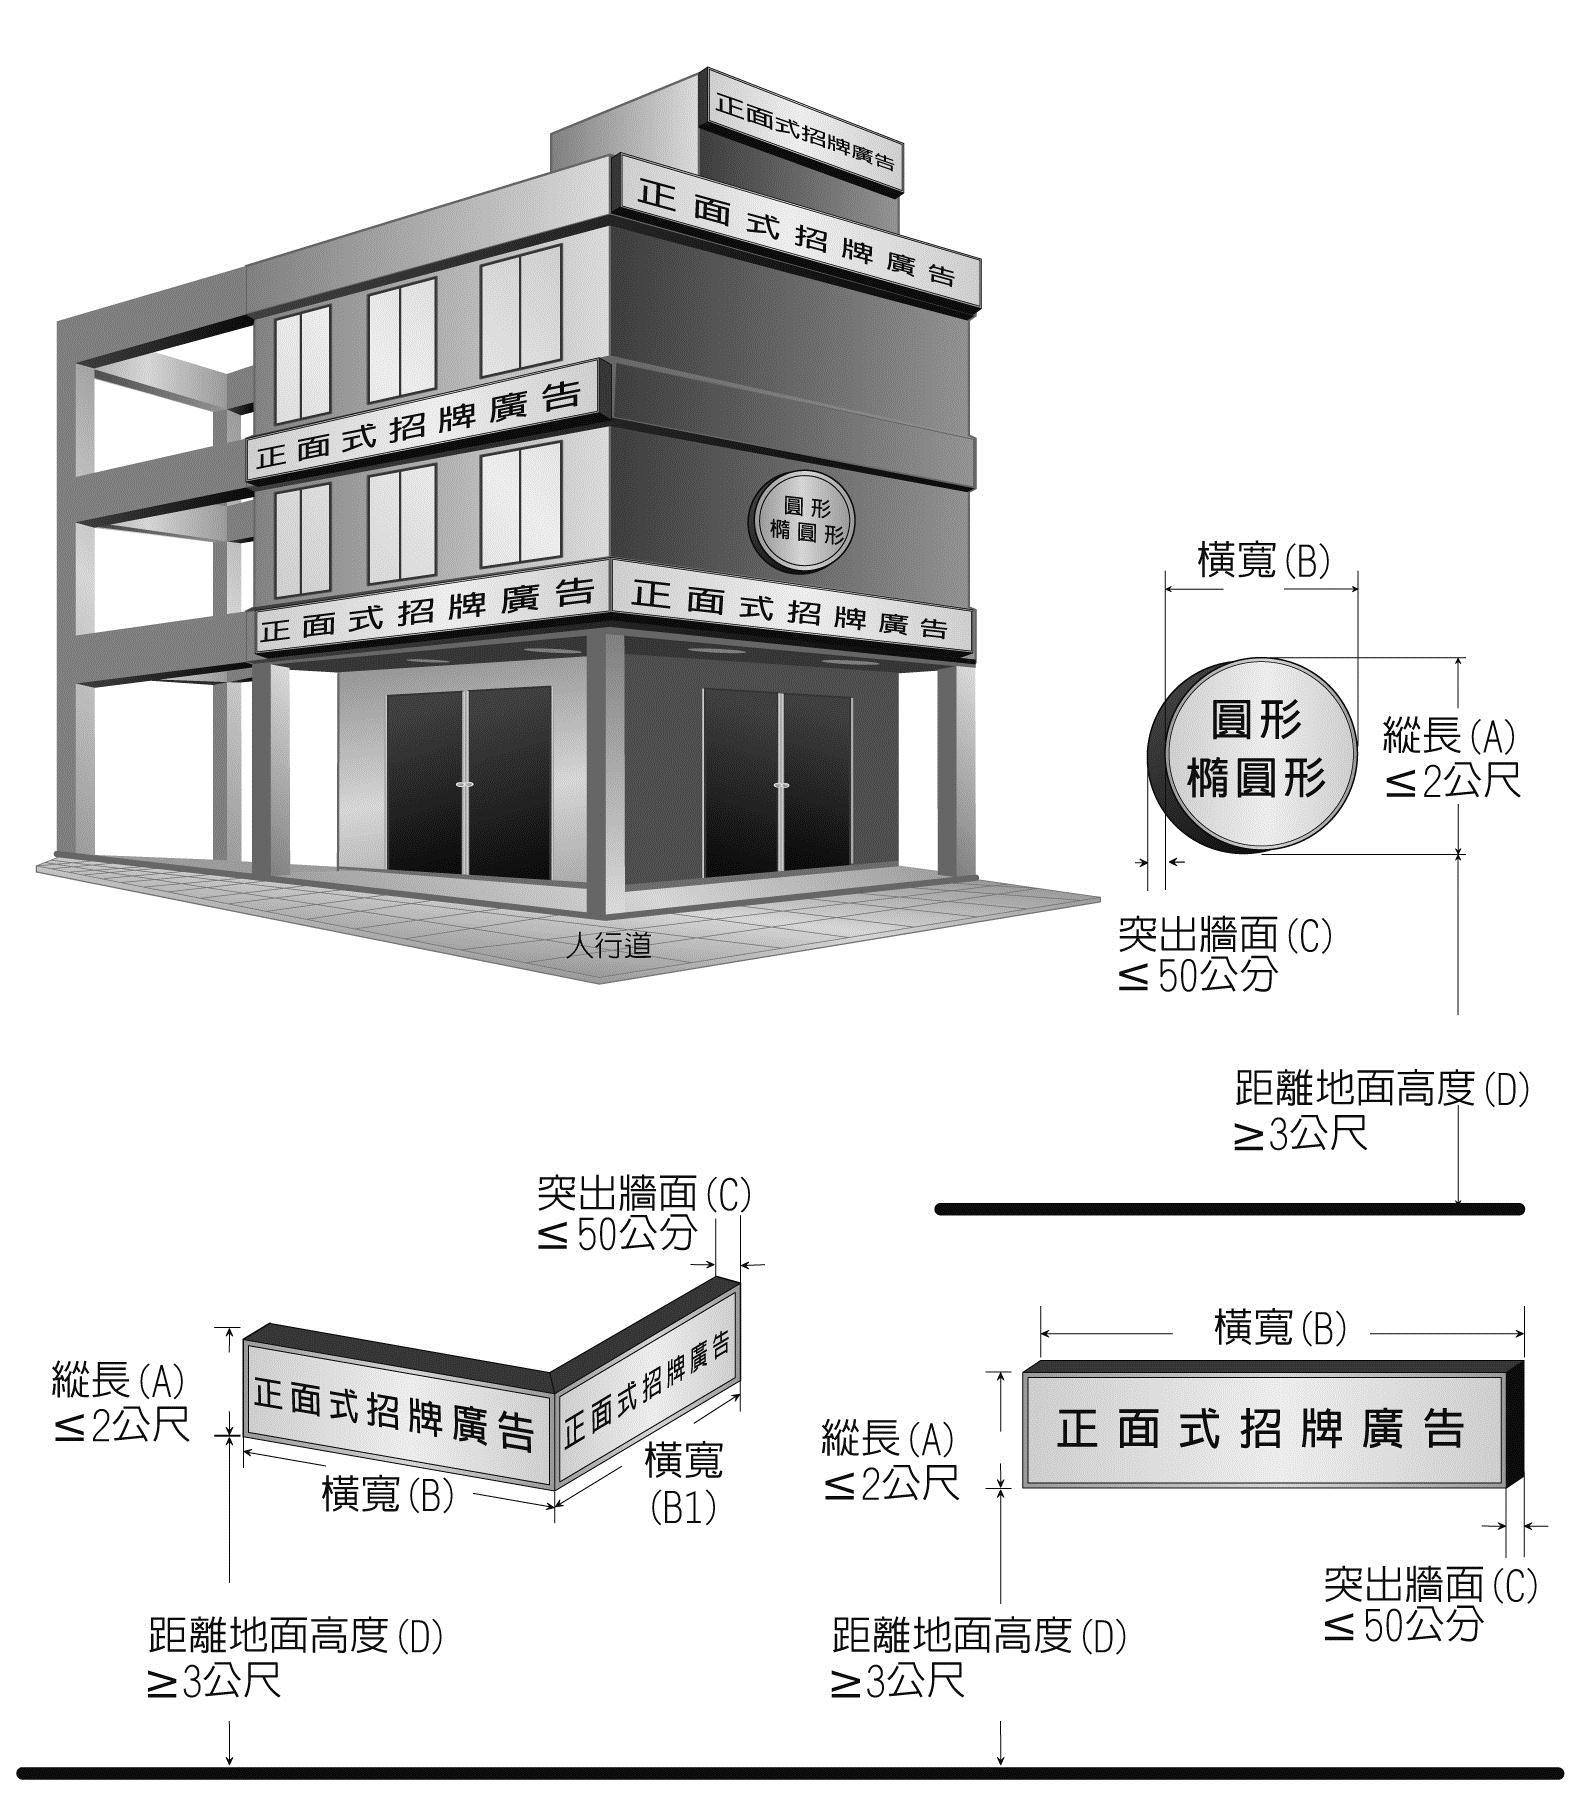 正面式招牌廣告
正面式招牌廣告
正面式招牌廣告
圓形
橢圓形
正面式招牌廣告
正面式招牌廣告
人行道
橫寬(B)
圓形
橢圓形
縱長(A)
≤2公尺
突出牆面(C)
≤50公分
距離地面高度(D)
≥3公尺
突出牆面(C)
≤50公分
縱長(A)
≤2公尺
正面式招牌廣告
正面式招牌廣告
橫寬(B)
橫寬
(B1)
距離地面高度(D)
≥3公尺
橫寬(B)
縱長(A)
≤2公尺
正面式招牌廣告
突出牆面(C)
≤50公分
距離地面高度(D)
≥3公尺